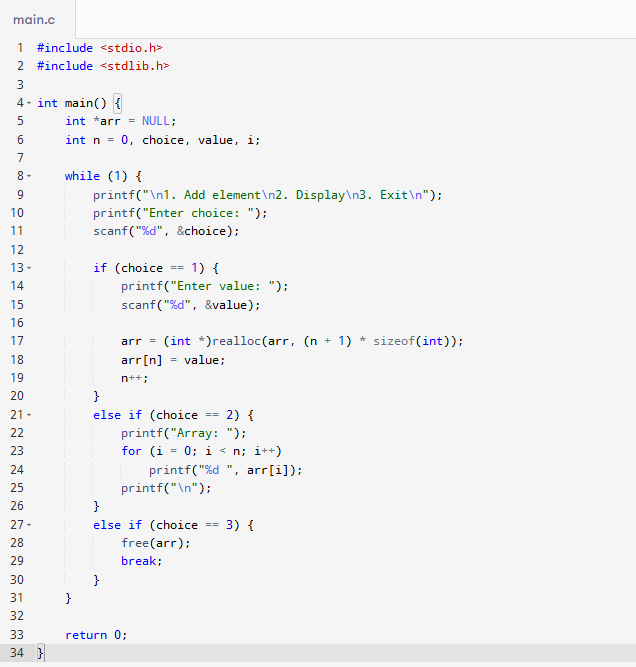 main.c
1 #include <stdio.h>
2 #include <stdlib.h>
3
4 int main() {
5     int *arr = NULL;
6     int n = 0, choice, value, i;
7
8     while (1) {
9         printf("\n1. Add element\n2. Display\n3. Exit\n");
10         printf("Enter choice: ");
11         scanf("%d", &choice);
12
13         if (choice == 1) {
14             printf("Enter value: ");
15             scanf("%d", &value);
16
17             arr = (int *)realloc(arr, (n + 1) * sizeof(int));
18             arr[n] = value;
19             n++;
20         }
21         else if (choice == 2) {
22             printf("Array: ");
23             for (i = 0; i < n; i++)
24                 printf("%d ", arr[i]);
25             printf("\n");
26         }
27         else if (choice == 3) {
28             free(arr);
29             break;
30         }
31     }
32
33     return 0;
34 }